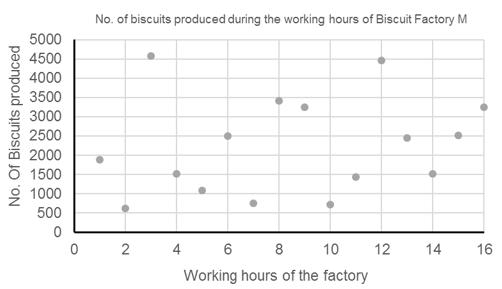 No. of biscuits produced during the working hours of Biscuit Factory M
No. Of Biscuits produced
5000
4500
4000
3500
3000
2500
2000
1500
1000
500
0
0 2 4 6 8 10 12 14 16
Working hours of the factory